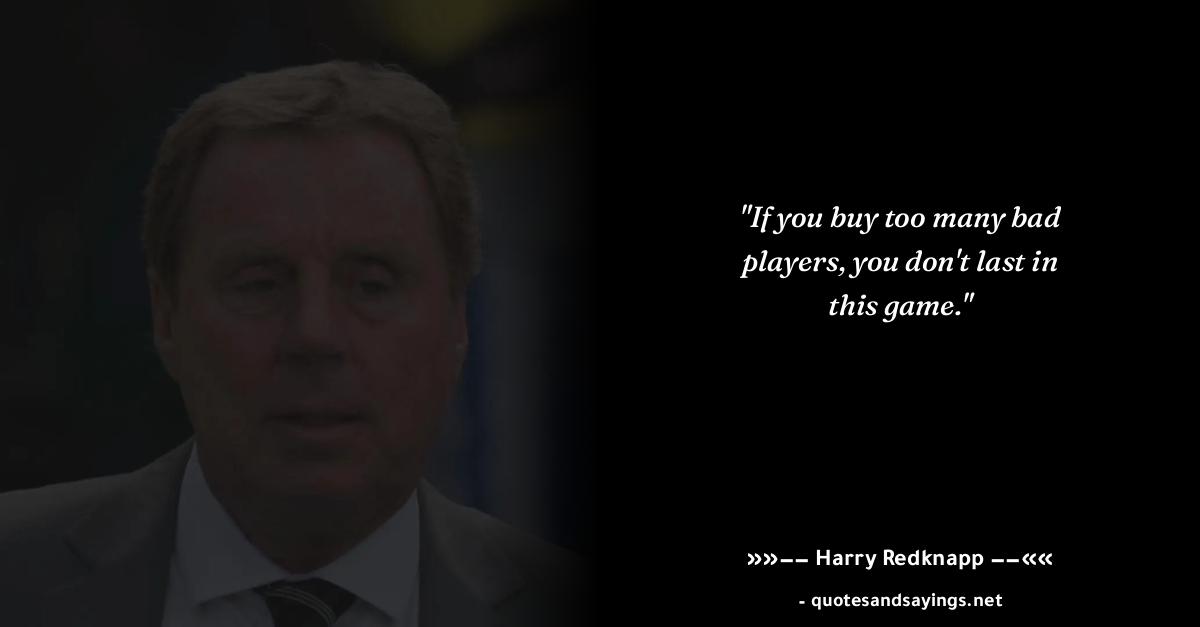 "If you buy too many bad
players, you don't last in
this game."
»»—— Harry Redknapp ——««
- quotesandsayings.net